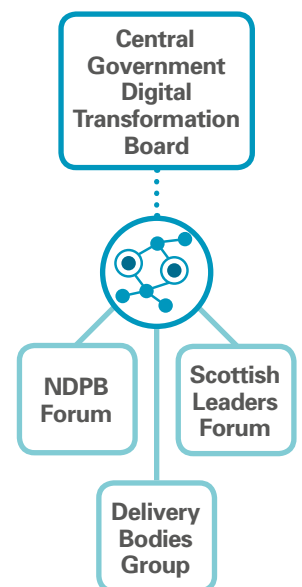 Central
Government
Digital
Transformation
Board
NDPB
Forum
Scottish
Leaders
Forum
Delivery
Bodies
Group